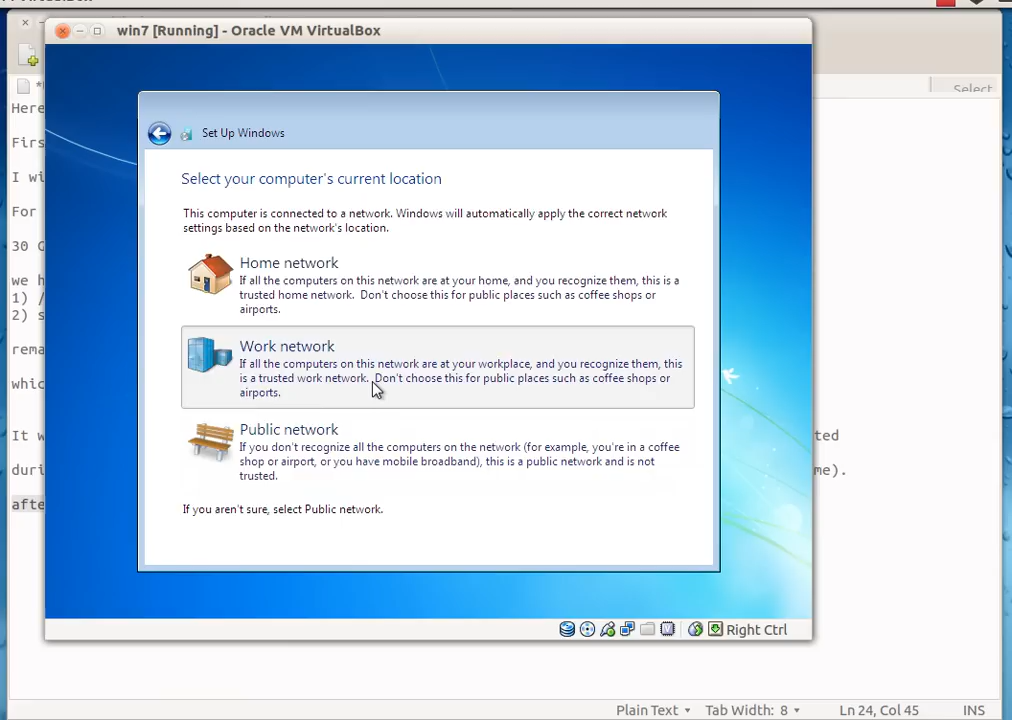 win7 [Running] - Oracle VM VirtualBox
Select
Here
Set Up Windows
Firs
Select your computer's current location
I wi
This computer is connected to a network. Windows will automatically apply the correct network
settings based on the network's location.
For
30 G
Home network
If all the computers on this network are at your home, and you recognize them, this is a
trusted home network. Don't choose this for public places such as coffee shops or
airports.
we h
1) /
2) s
Work network
If all the computers on this network are at your workplace, and you recognize them, this
is a trusted work network. Don't choose this for public places such as coffee shops or
airports.
rema
whic
Public network
If you don't recognize all the computers on the network (for example, you're in a coffee
shop or airport, or you have mobile broadband), this is a public network and is not
trusted.
It w
ted
duri
me).
afte
If you aren't sure, select Public network.
Right Ctrl
Plain Text
Tab Width: 8
Ln 24, Col 45
INS